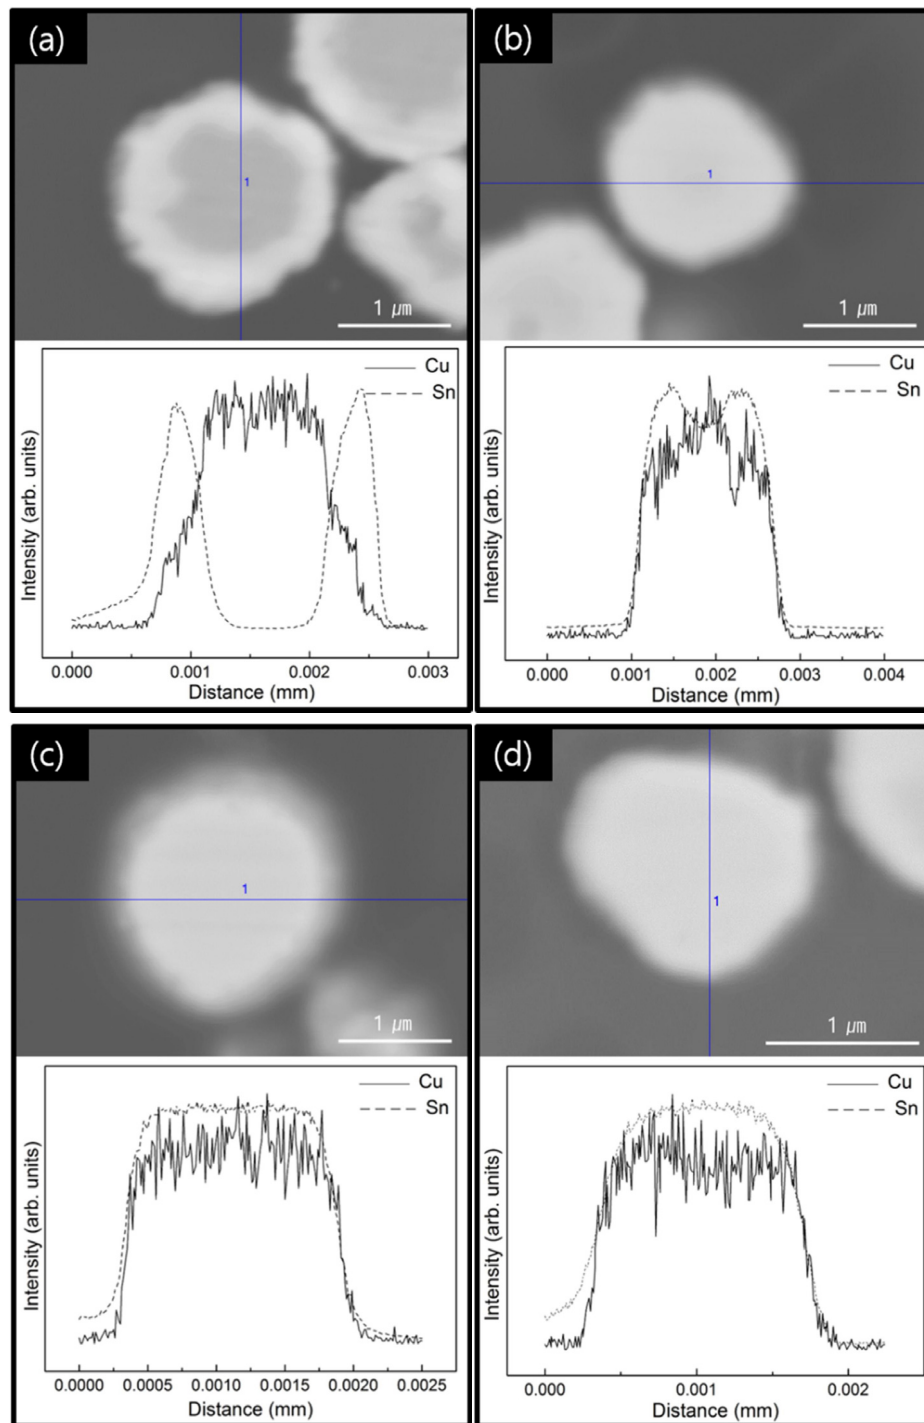 (a)
1
1 ㎛
Cu
Sn
Intensity (arb. units)
0.000 0.001 0.002 0.003
Distance (mm)
(b)
1
1 ㎛
Cu
Sn
Intensity (arb. units)
0.000 0.001 0.002 0.003 0.004
Distance (mm)
(c)
1
1 ㎛
Cu
Sn
Intensity (arb. units)
0.0000 0.0005 0.0010 0.0015 0.0020 0.0025
Distance (mm)
(d)
1
1 ㎛
Cu
Sn
Intensity (arb. units)
0.000 0.001 0.002
Distance (mm)